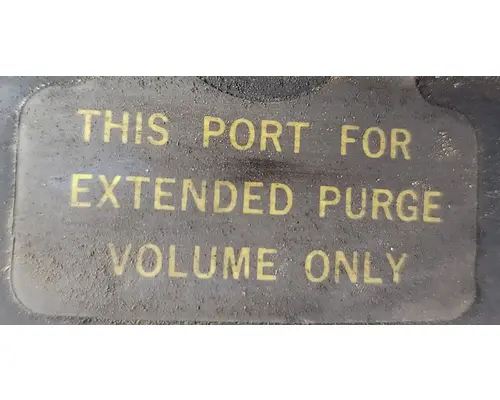 THIS PORT FOR
EXTENDED PURGE
VOLUME ONLY